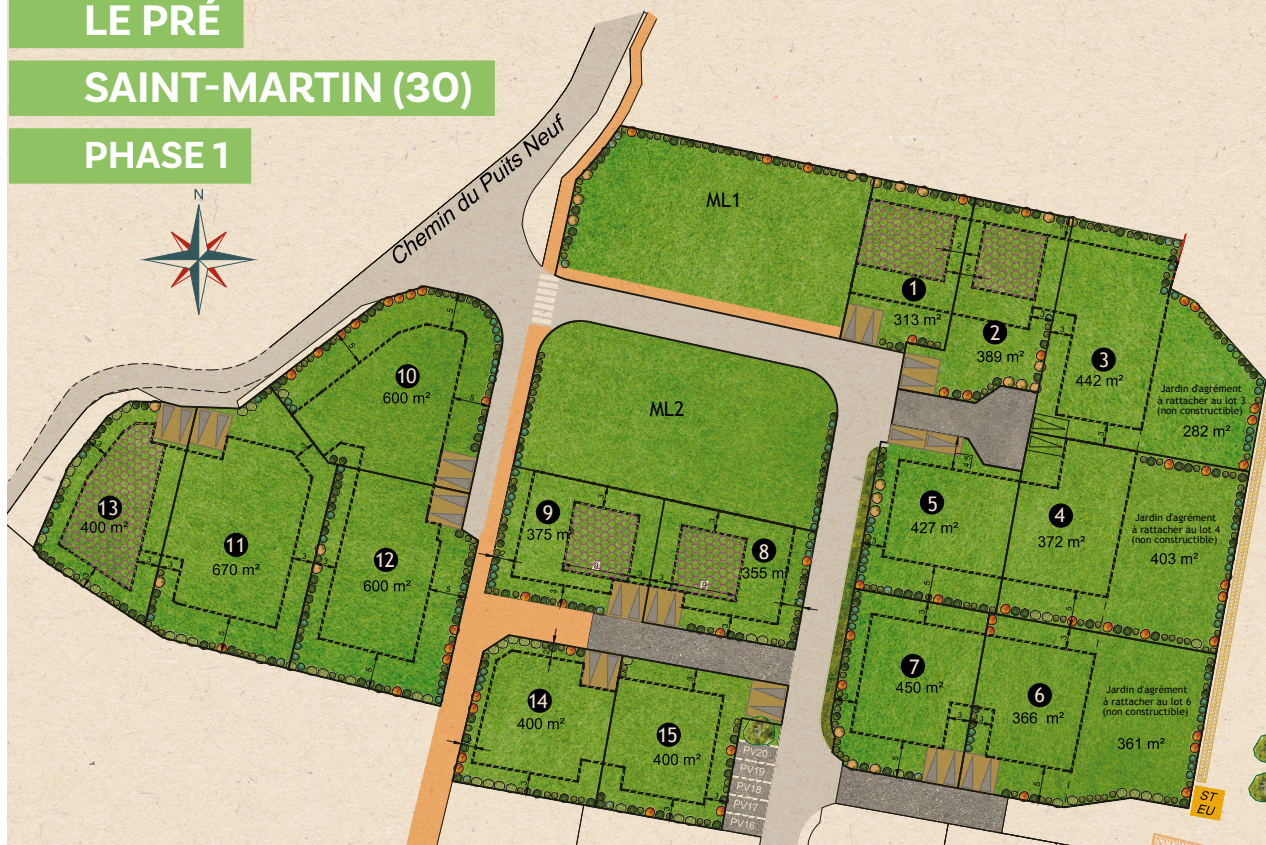 LE PRÉ
SAINT-MARTIN (30)
PHASE 1
N
Chemin du Puits Neuf
ML1
1
313 m²
2
389 m²
3
442 m²
Jardin d'agrément
à rattacher au lot 3
(non constructible)
282 m²
10
600 m²
ML2
13
400 m²
11
670 m²
12
600 m²
9
375 m²
8
355 m²
5
427 m²
4
372 m²
Jardin d'agrément
à rattacher au lot 4
(non constructible)
403 m²
7
450 m²
6
366 m²
Jardin d'agrément
à rattacher au lot 6
(non constructible)
361 m²
14
400 m²
15
400 m²
PV20
PV19
PV18
PV17
PV16
ST
EU